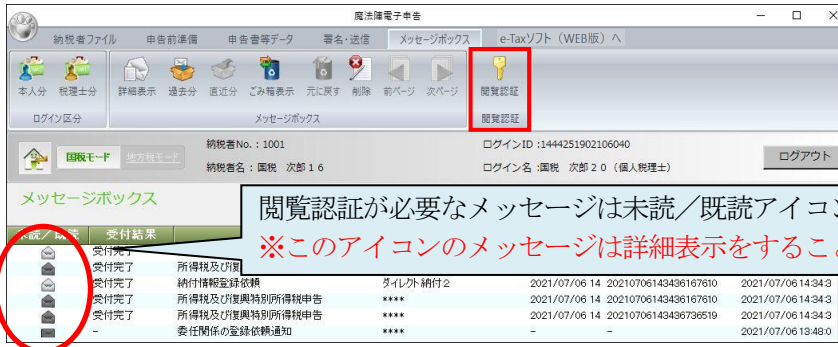 魔法陣電子申告
納税者ファイル 申告前準備 申告書等データ 署名・送信 メッセージボックス e-Taxソフト（WEB版）へ
本人分 税理士分 詳細表示 過去分 直近分 ごみ箱表示 元に戻す 削除 前ページ 次ページ 閲覧認証
ログイン区分 メッセージボックス 閲覧認証
国税モード 地方税モード
納税者No.：1001 ログインID：1444251902106040
納税者名：国税 次郎１６ ログイン名：国税 次郎２０（個人税理士）
ログアウト
メッセージボックス
閲覧認証が必要なメッセージは未読／既読アイコン
※このアイコンのメッセージは詳細表示をするこ
未読／既読 受付結果
受付完了
受付完了 所得税及び復
受付完了 納付情報登録依頼 ダイレクト納付２ 2021/07/06 14 20210706143436167610 2021/07/06 14:34:3
受付完了 所得税及び復興特別所得税申告 **** 2021/07/06 14 20210706143436167610 2021/07/06 14:34:3
受付完了 所得税及び復興特別所得税申告 **** 2021/07/06 14 20210706143436736519 2021/07/06 14:34:3
- 委任関係の登録依頼通知 **** - - 2021/07/06 13:48:0